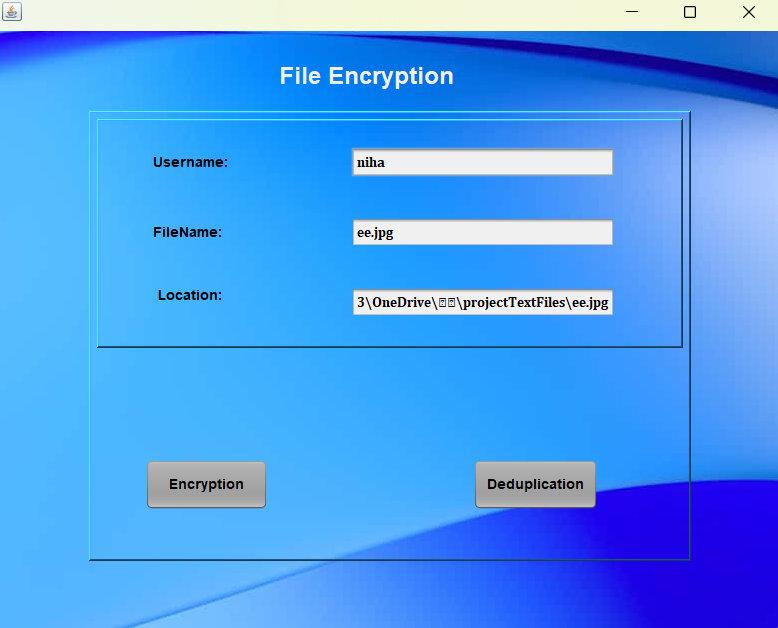 File Encryption
Username: niha
FileName: ee.jpg
Location: 3\OneDrive\\projectTextFiles\ee.jpg
Encryption Deduplication